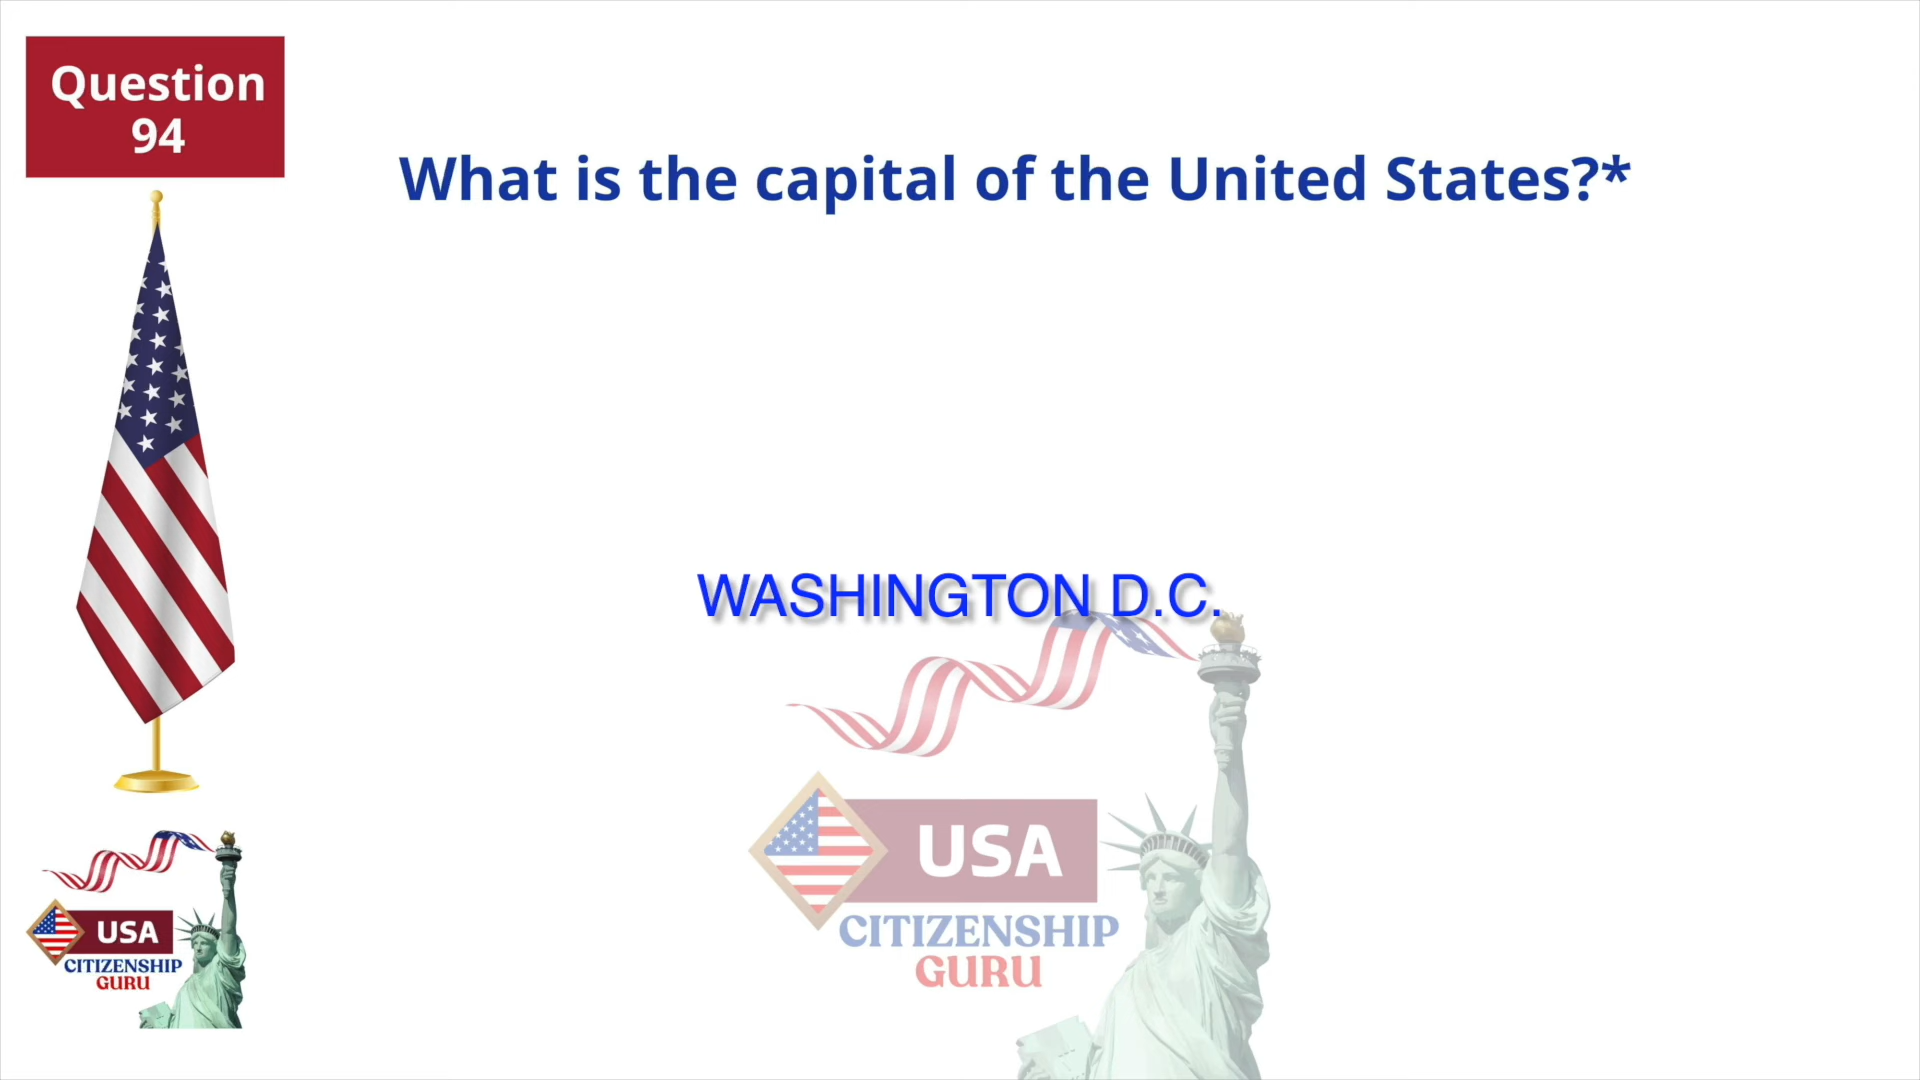 Question
94
What is the capital of the United States?*
WASHINGTON D.C.
USA
CITIZENSHIP
GURU
USA
CITIZENSHIP
GURU